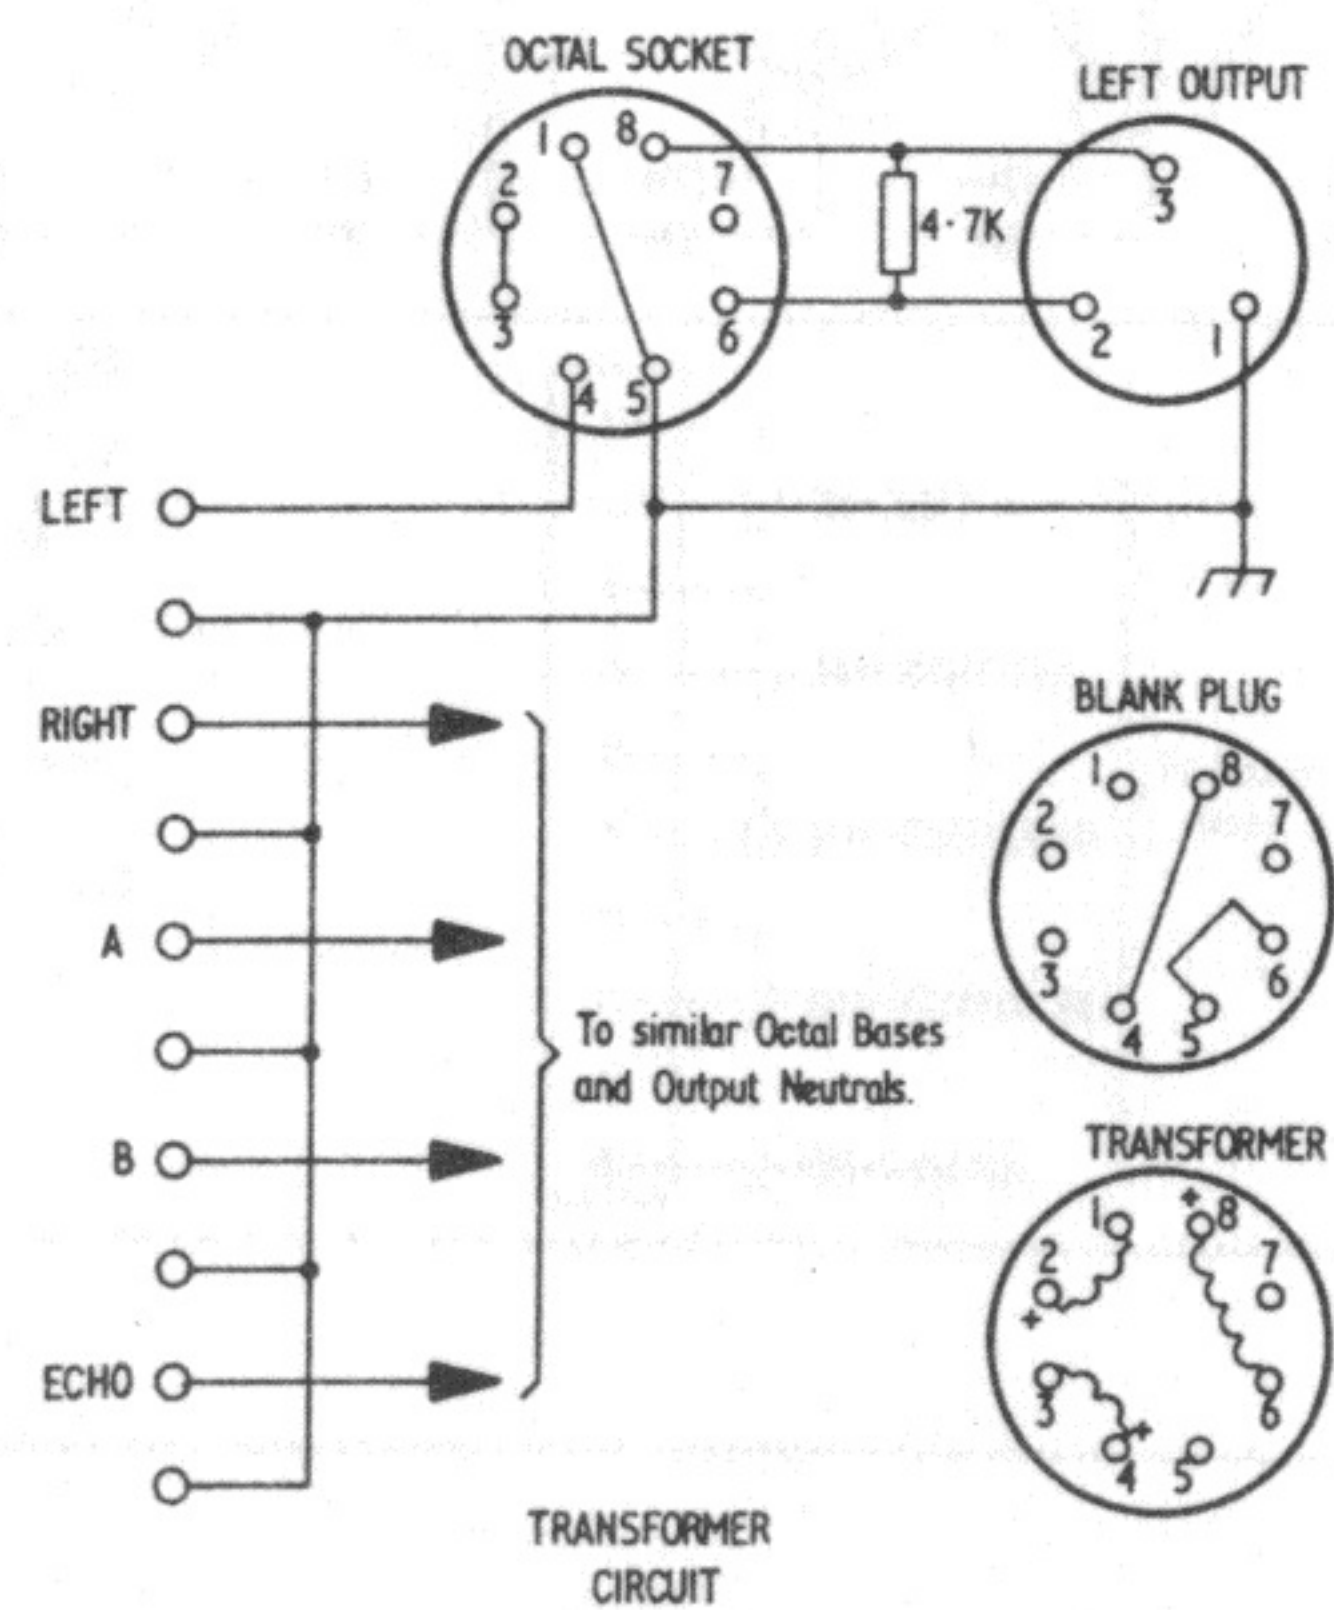 OCTAL SOCKET
LEFT OUTPUT
1
8
2
7
3
6
4
5
4·7K
3
2
1
LEFT
RIGHT
A
B
ECHO
To similar Octal Bases
and Output Neutrals.
BLANK PLUG
1
8
2
7
3
6
4
5
TRANSFORMER
+
1
8
2
7
+
3
+
6
4
5
TRANSFORMER
CIRCUIT